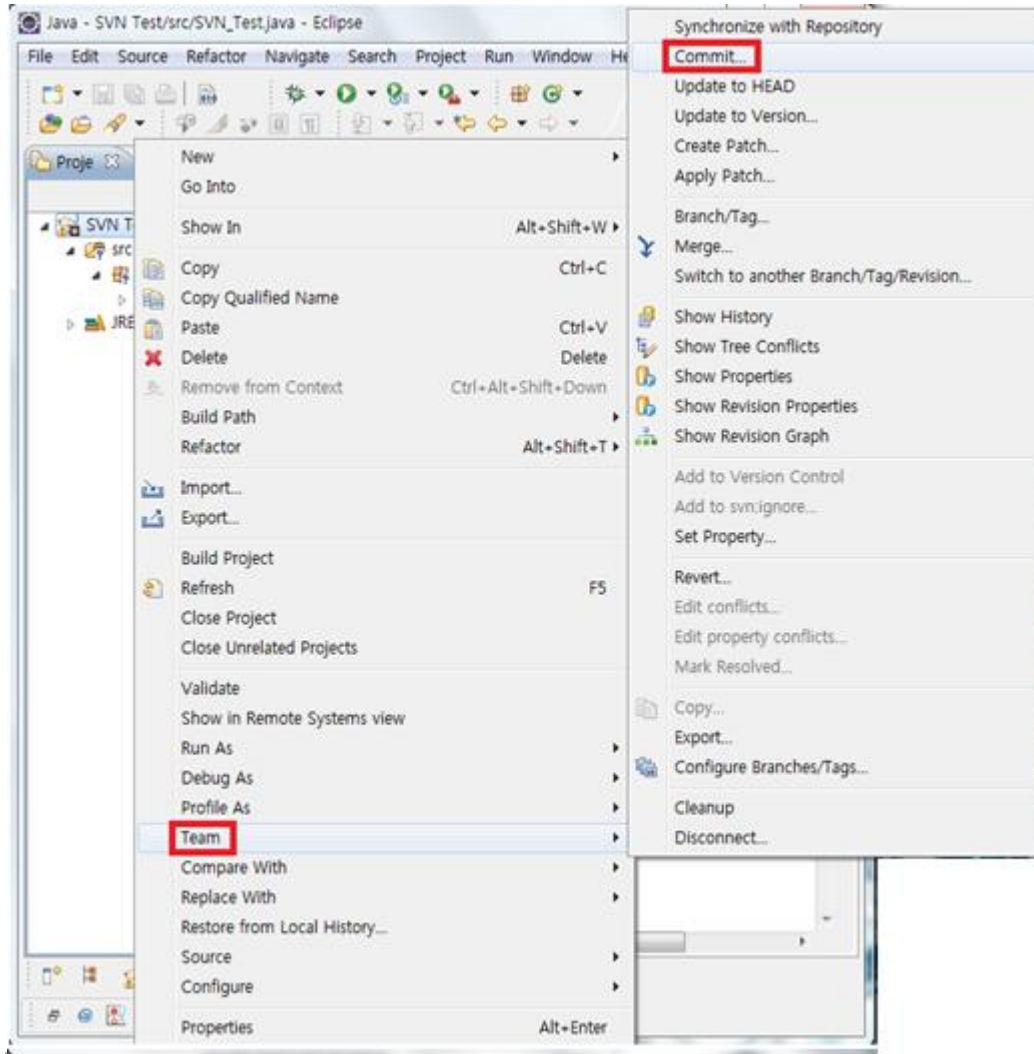 Java - SVN Test/src/SVN_Test.java - Eclipse
File Edit Source Refactor Navigate Search Project Run Window
Proje
SVN T
src
JRE
New
Go Into
Show In Alt+Shift+W
Copy Ctrl+C
Copy Qualified Name
Paste Ctrl+V
Delete Delete
Remove from Context Ctrl+Alt+Shift+Down
Build Path
Refactor Alt+Shift+T
Import...
Export...
Build Project
Refresh F5
Close Project
Close Unrelated Projects
Validate
Show in Remote Systems view
Run As
Debug As
Profile As
Team
Compare With
Replace With
Restore from Local History...
Source
Configure
Properties Alt+Enter
Synchronize with Repository
Commit...
Update to HEAD
Update to Version...
Create Patch...
Apply Patch...
Branch/Tag...
Merge...
Switch to another Branch/Tag/Revision...
Show History
Show Tree Conflicts
Show Properties
Show Revision Properties
Show Revision Graph
Add to Version Control
Add to svn:ignore...
Set Property...
Revert...
Edit conflicts...
Edit property conflicts...
Mark Resolved...
Copy...
Export...
Configure Branches/Tags...
Cleanup
Disconnect...